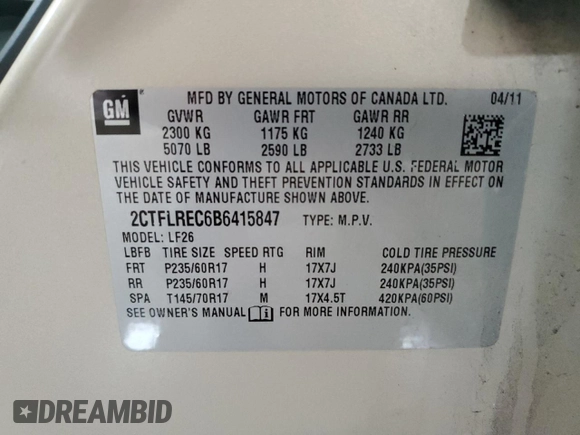 GM
MFD BY GENERAL MOTORS OF CANADA LTD. 04/11
GVWR GAWR FRT GAWR RR
2300 KG 1175 KG 1240 KG
5070 LB 2590 LB 2733 LB
THIS VEHICLE CONFORMS TO ALL APPLICABLE U.S. FEDERAL MOTOR
VEHICLE SAFETY AND THEFT PREVENTION STANDARDS IN EFFECT ON
THE DATE OF MANUFACTURE SHOWN ABOVE.
2CTFLREC6B6415847 TYPE: M.P.V.
MODEL: LF26
LBFB TIRE SIZE SPEED RTG RIM COLD TIRE PRESSURE
FRT P235/60R17 H 17X7J 240KPA(35PSI)
RR P235/60R17 H 17X7J 240KPA(35PSI)
SPA T145/70R17 M 17X4.5T 420KPA(60PSI)
SEE OWNER'S MANUAL FOR MORE INFORMATION.
DREAMBID